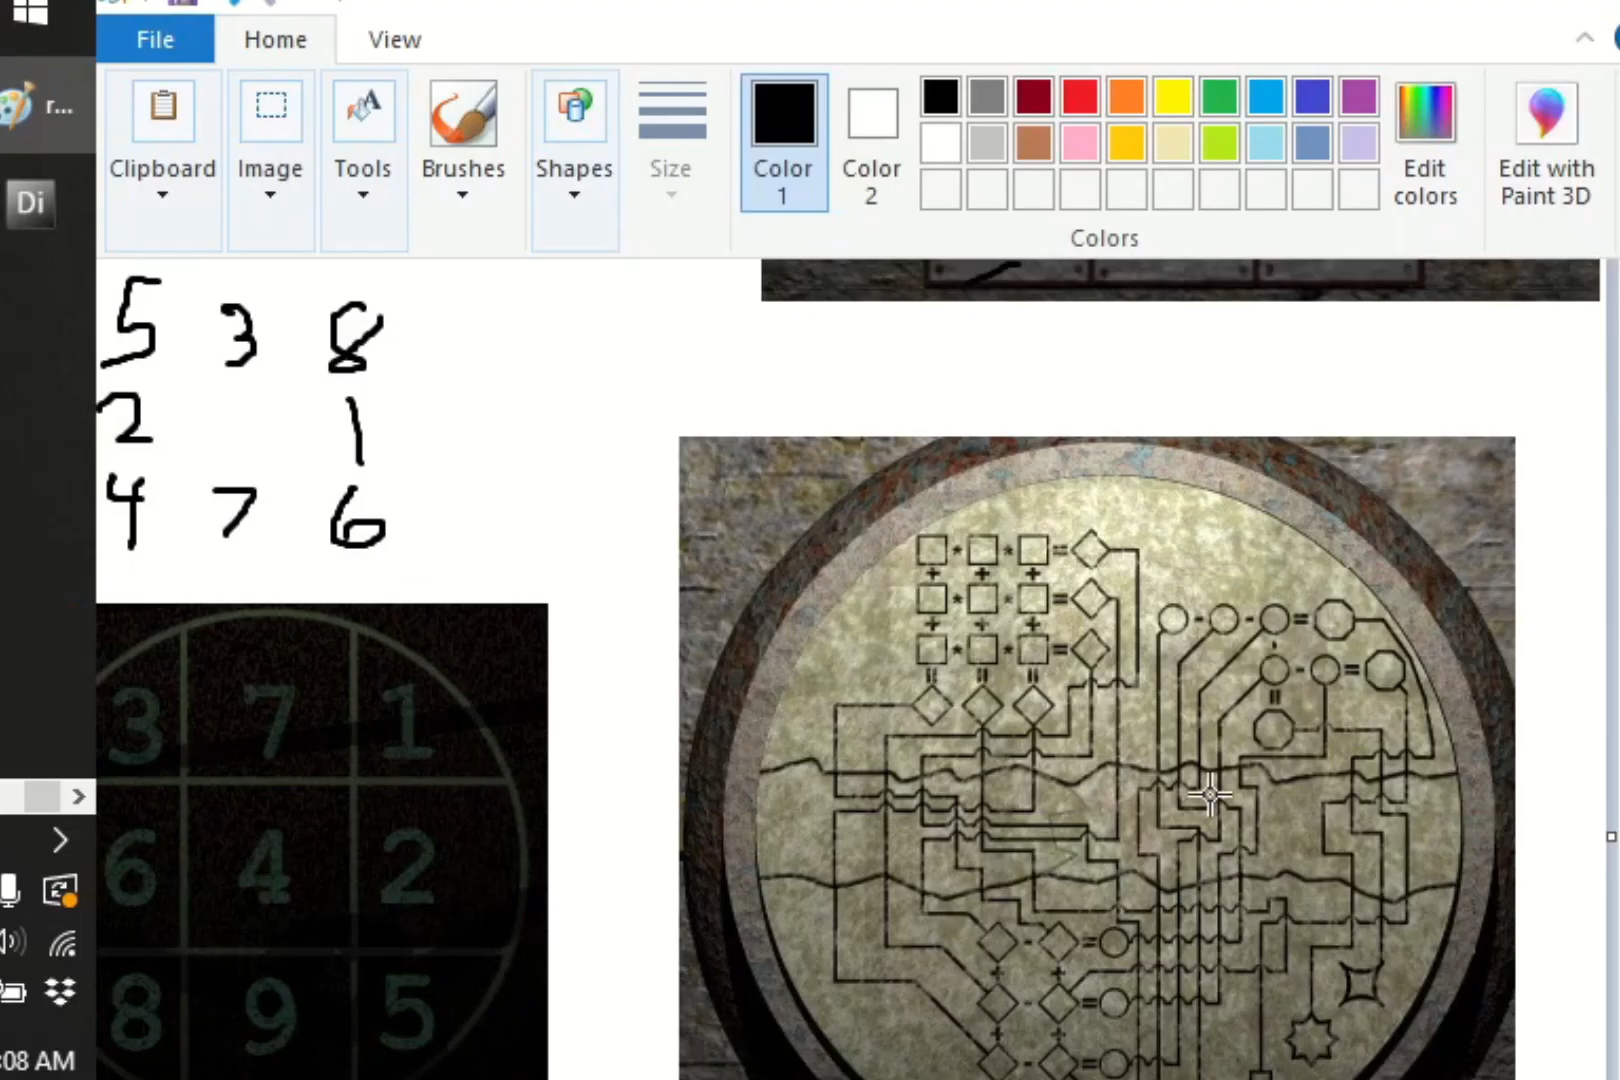 File Home View
r...
Di
Clipboard Image Tools Brushes Shapes Size Color 1 Color 2 Edit colors Edit with Paint 3D
Colors
5 3 8
2 1
4 7 6
3 7 1
6 4 2
8 9 5
* * =
+ + +
* * =
+ + +
* * =
= = =
- - =
- - =
=
- =
+ +
- =
+ +
- =
:08 AM